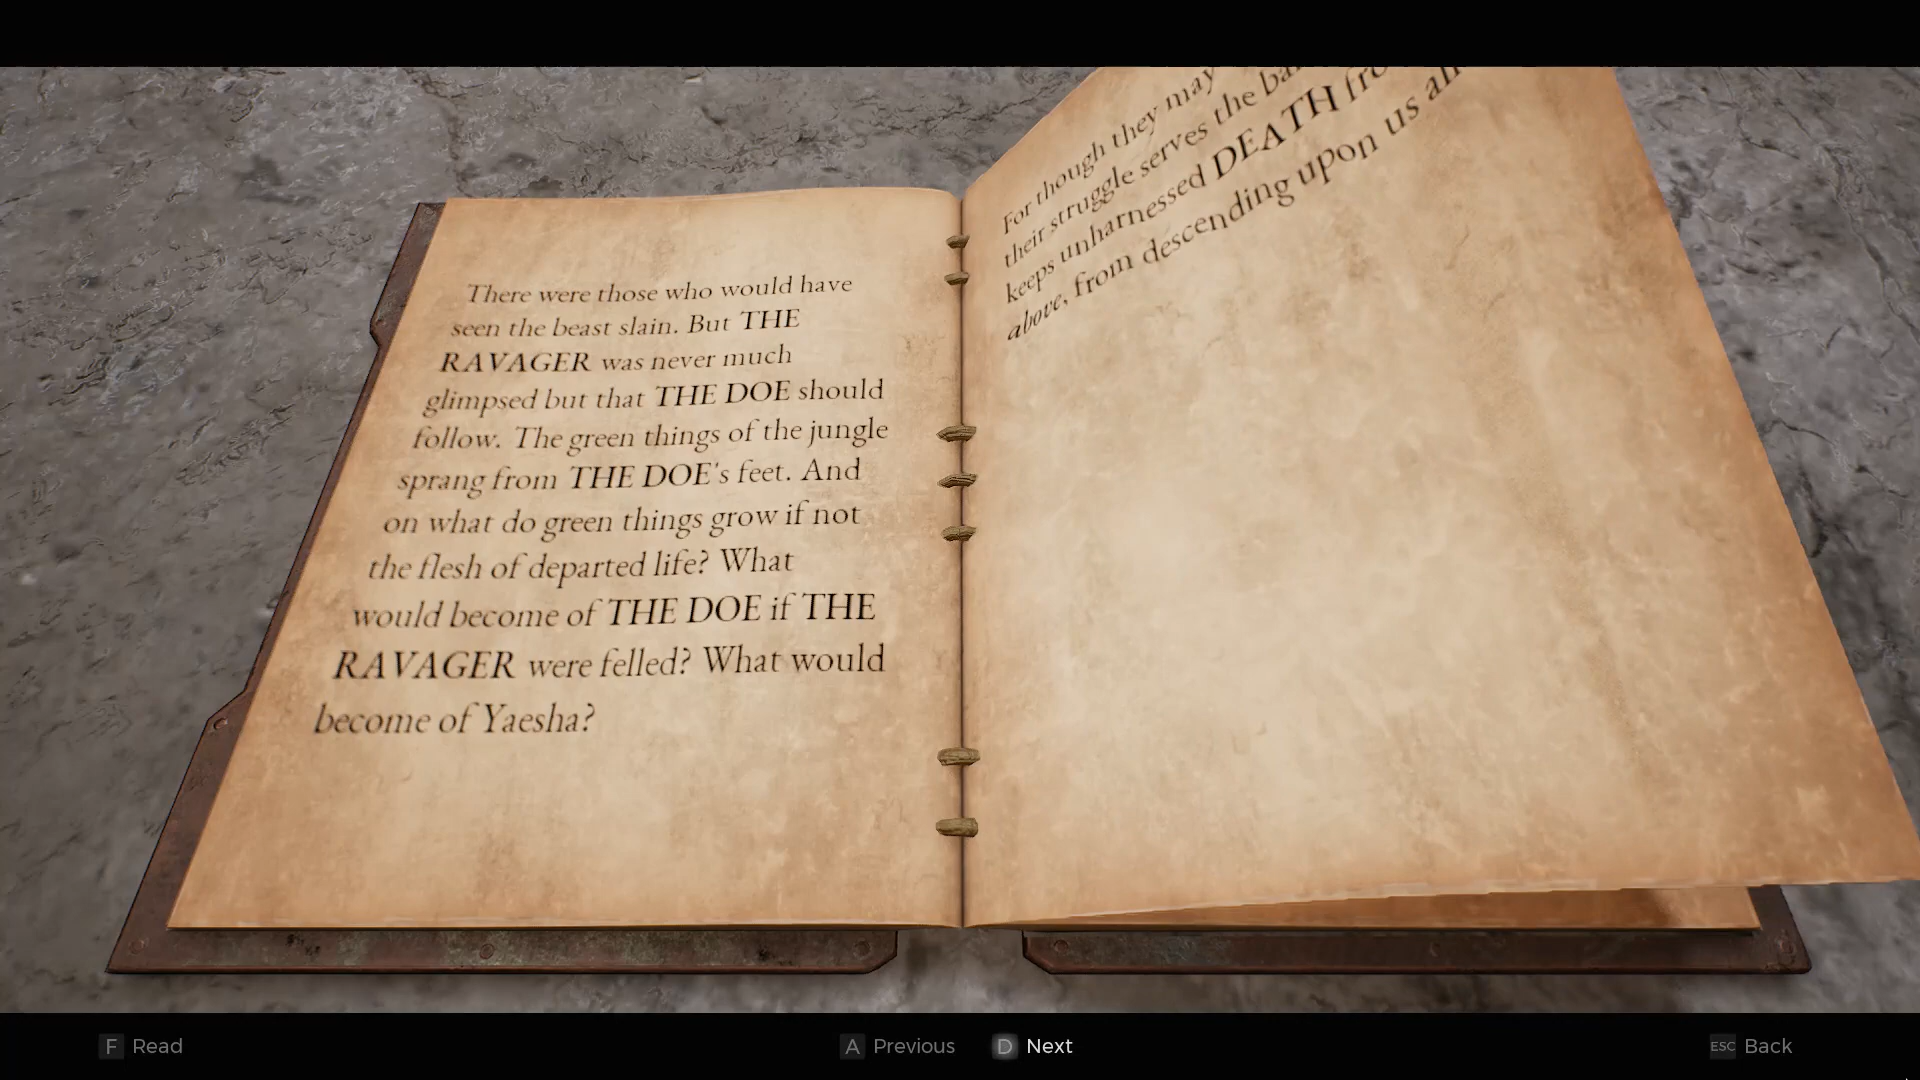 There were those who would have
seen the beast slain. But THE
RAVAGER was never much
glimpsed but that THE DOE should
follow. The green things of the jungle
sprang from THE DOE's feet. And
on what do green things grow if not
the flesh of departed life? What
would become of THE DOE if THE
RAVAGER were felled? What would
become of Yaesha?
For though they may
their struggle serves the
keeps unharnessed DEATH
above, from descending upon us
F Read
A Previous
D Next
ESC Back